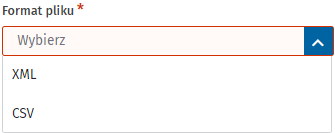 Format pliku *
Wybierz
XML
CSV